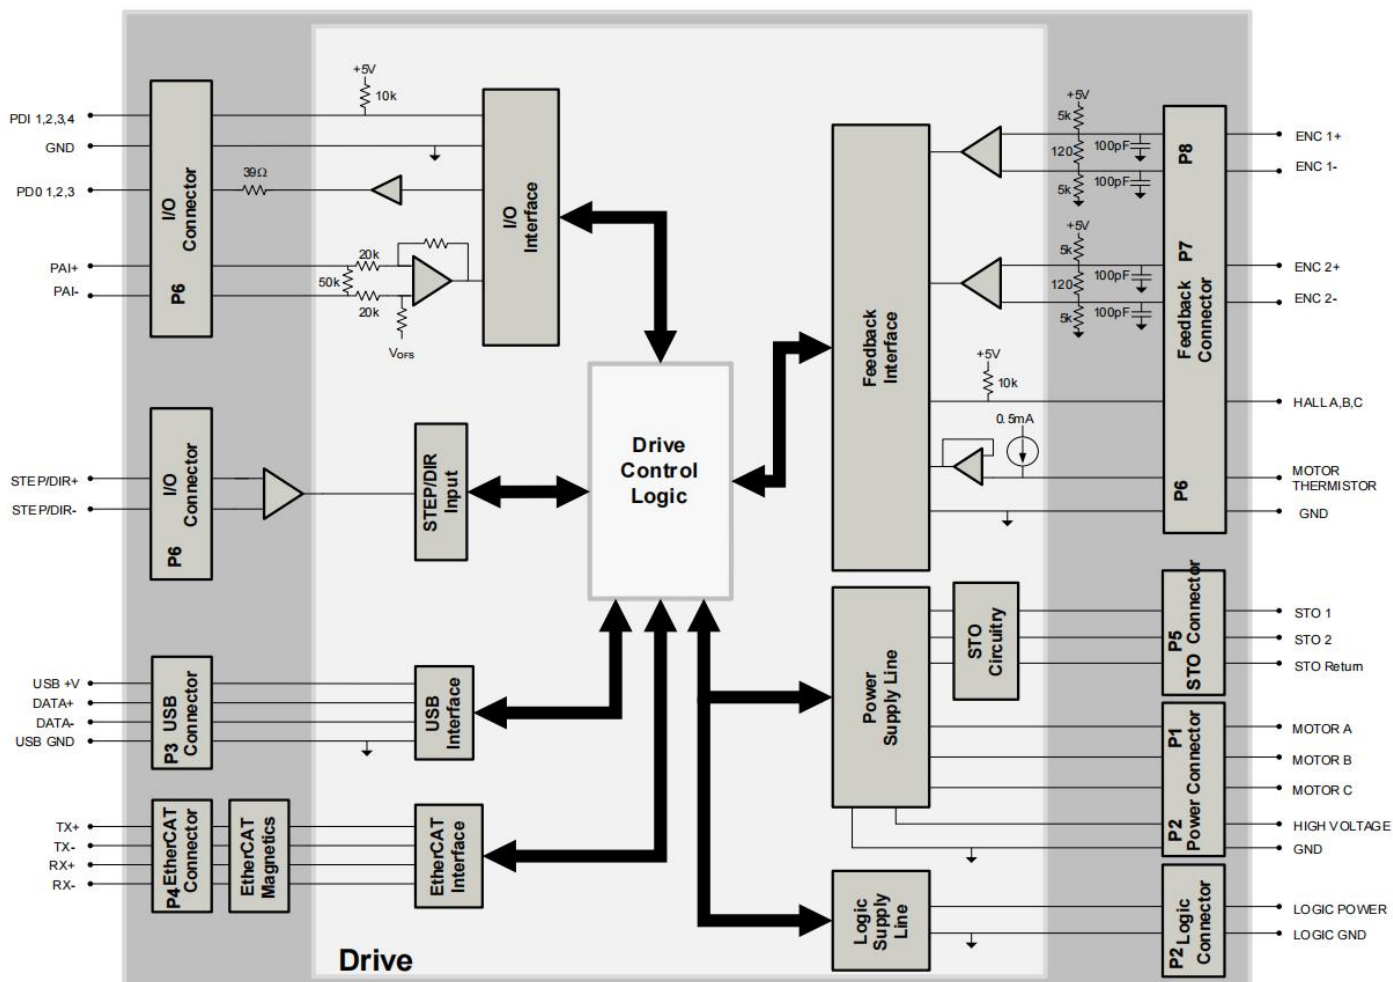 PDI 1,2,3,4
GND
PD0 1,2,3
PAI+
PAI-
I/O
Connector
P6
+5V
10k
39Ω
20k
50k
20k
VOFS
I/O
Interface
STEP/DIR+
STEP/DIR-
I/O
Connector
P6
STEP/DIR
Input
USB +V
DATA+
DATA-
USB GND
P3 USB
Connector
USB
Interface
TX+
TX-
RX+
RX-
P4 EtherCAT
Connector
EtherCAT
Magnetics
EtherCAT
Interface
Drive
Control
Logic
Drive
Feedback
Interface
+5V
5k
120
5k
100pF
100pF
+5V
5k
120
5k
100pF
100pF
+5V
10k
0.5mA
P8
P7
Feedback
Connector
P6
ENC 1+
ENC 1-
ENC 2+
ENC 2-
HALL A,B,C
MOTOR
THERMISTOR
GND
Power
Supply Line
STO
Circuitry
P5
STO Connector
STO 1
STO 2
STO Return
P1
P2 Power Connector
MOTOR A
MOTOR B
MOTOR C
HIGH VOLTAGE
GND
Logic
Supply
Line
P2 Logic
Connector
LOGIC POWER
LOGIC GND